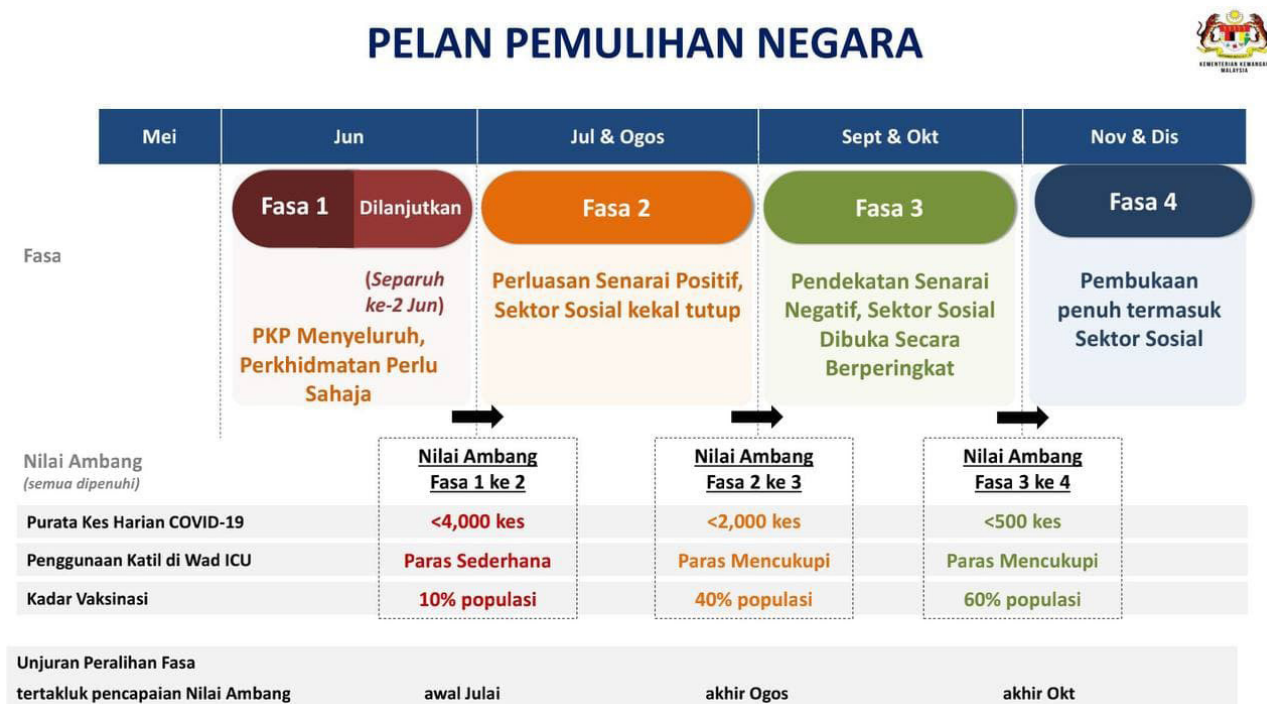 PELAN PEMULIHAN NEGARA
KEMENTERIAN KEWANGAN
MALAYSIA
Mei
Jun
Jul & Ogos
Sept & Okt
Nov & Dis
Fasa
Fasa 1
Dilanjutkan
(Separuh
ke-2 Jun)
PKP Menyeluruh,
Perkhidmatan Perlu
Sahaja
Fasa 2
Perluasan Senarai Positif,
Sektor Sosial kekal tutup
Fasa 3
Pendekatan Senarai
Negatif, Sektor Sosial
Dibuka Secara
Berperingkat
Fasa 4
Pembukaan
penuh termasuk
Sektor Sosial
Nilai Ambang
(semua dipenuhi)
Nilai Ambang
Fasa 1 ke 2
Nilai Ambang
Fasa 2 ke 3
Nilai Ambang
Fasa 3 ke 4
Purata Kes Harian COVID-19
<4,000 kes
<2,000 kes
<500 kes
Penggunaan Katil di Wad ICU
Paras Sederhana
Paras Mencukupi
Paras Mencukupi
Kadar Vaksinasi
10% populasi
40% populasi
60% populasi
Unjuran Peralihan Fasa
tertakluk pencapaian Nilai Ambang
awal Julai
akhir Ogos
akhir Okt